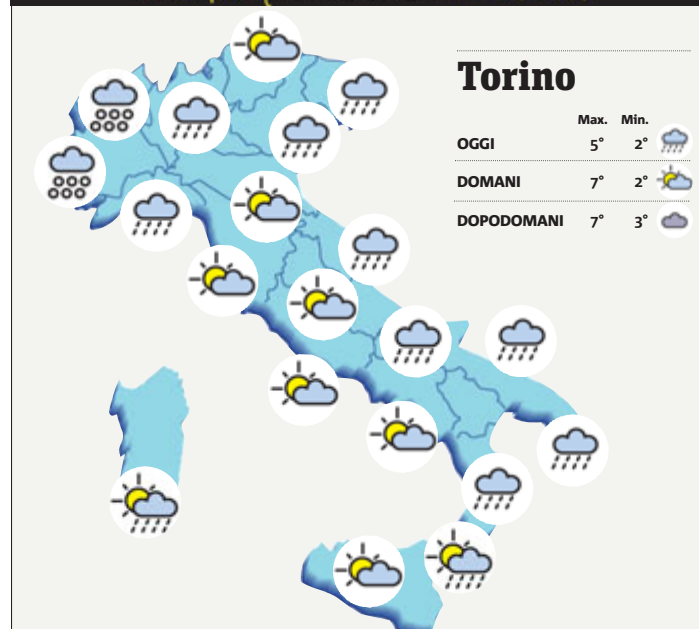 Torino
Max. Min.
OGGI 5° 2°
DOMANI 7° 2°
DOPODOMANI 7° 3°